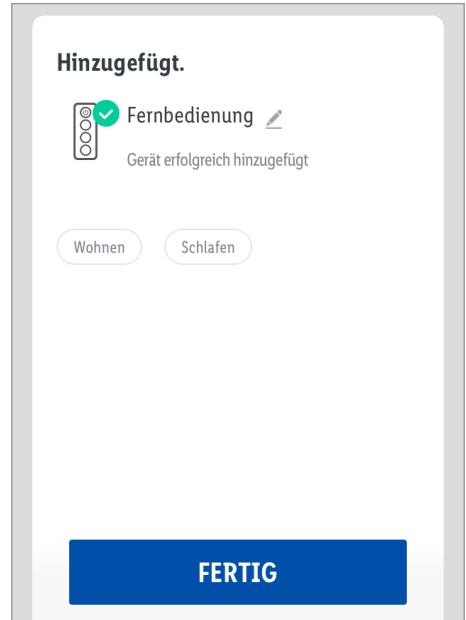 Hinzugefügt.
Fernbedienung
Gerät erfolgreich hinzugefügt
Wohnen Schlafen
FERTIG